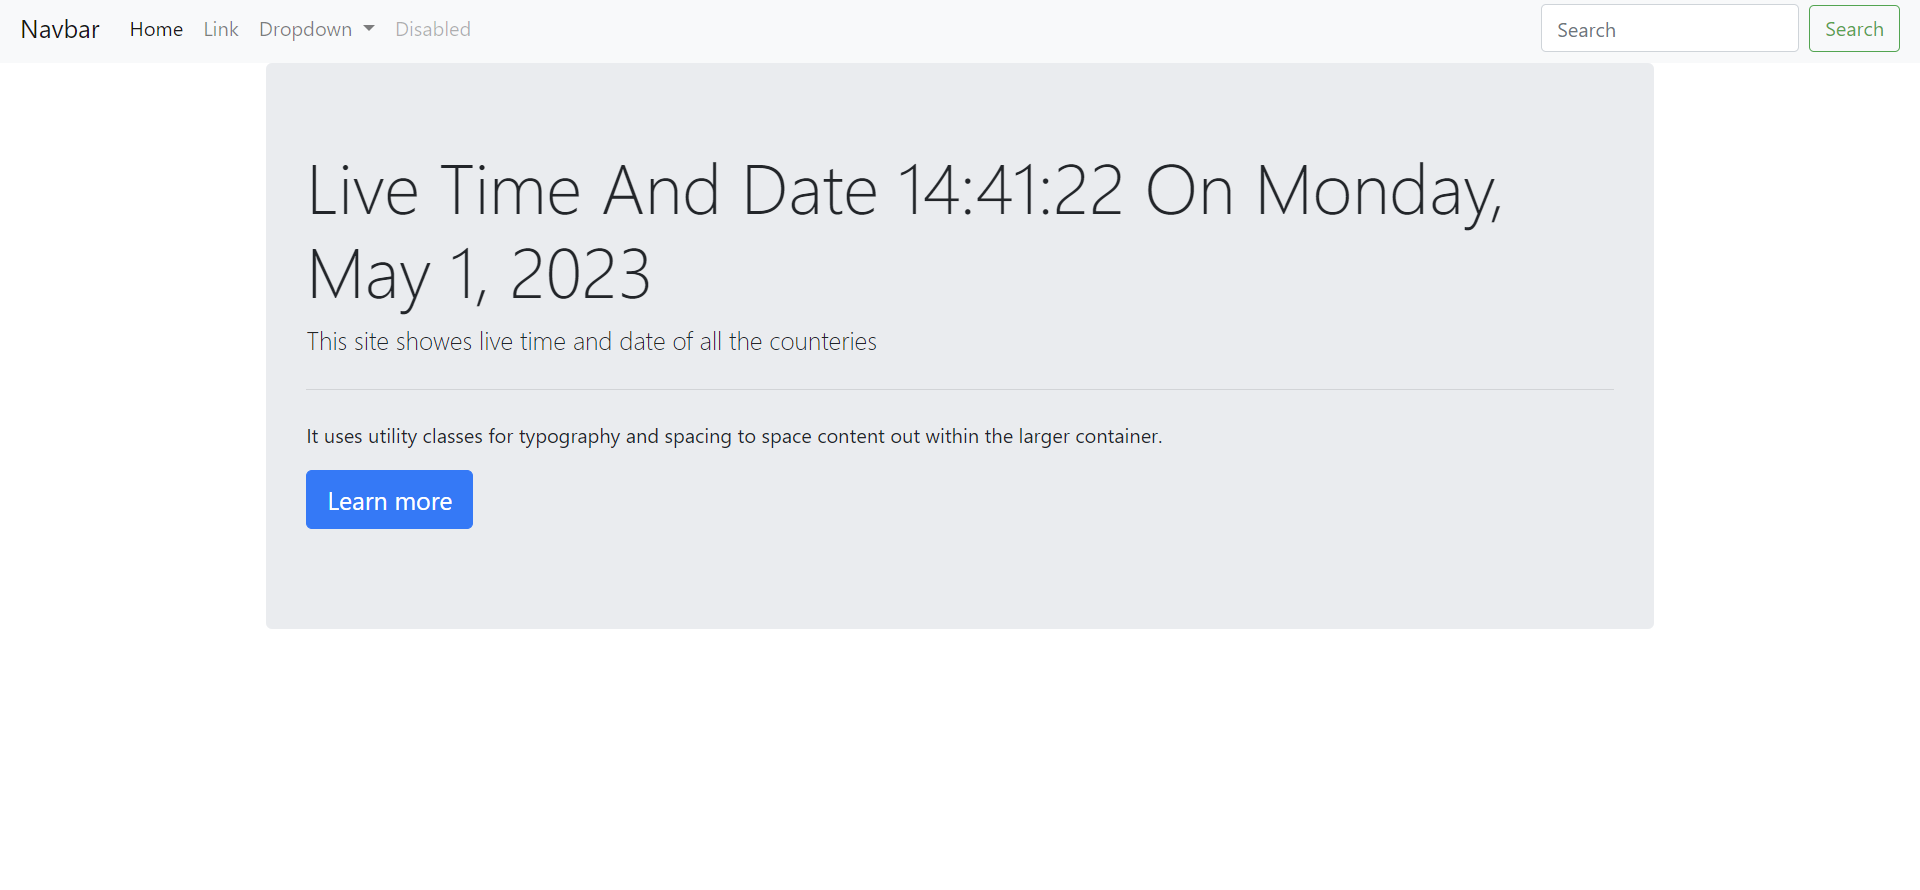 Navbar Home Link Dropdown Disabled Search Search
Live Time And Date 14:41:22 On Monday,
May 1, 2023
This site showes live time and date of all the counteries
It uses utility classes for typography and spacing to space content out within the larger container.
Learn more